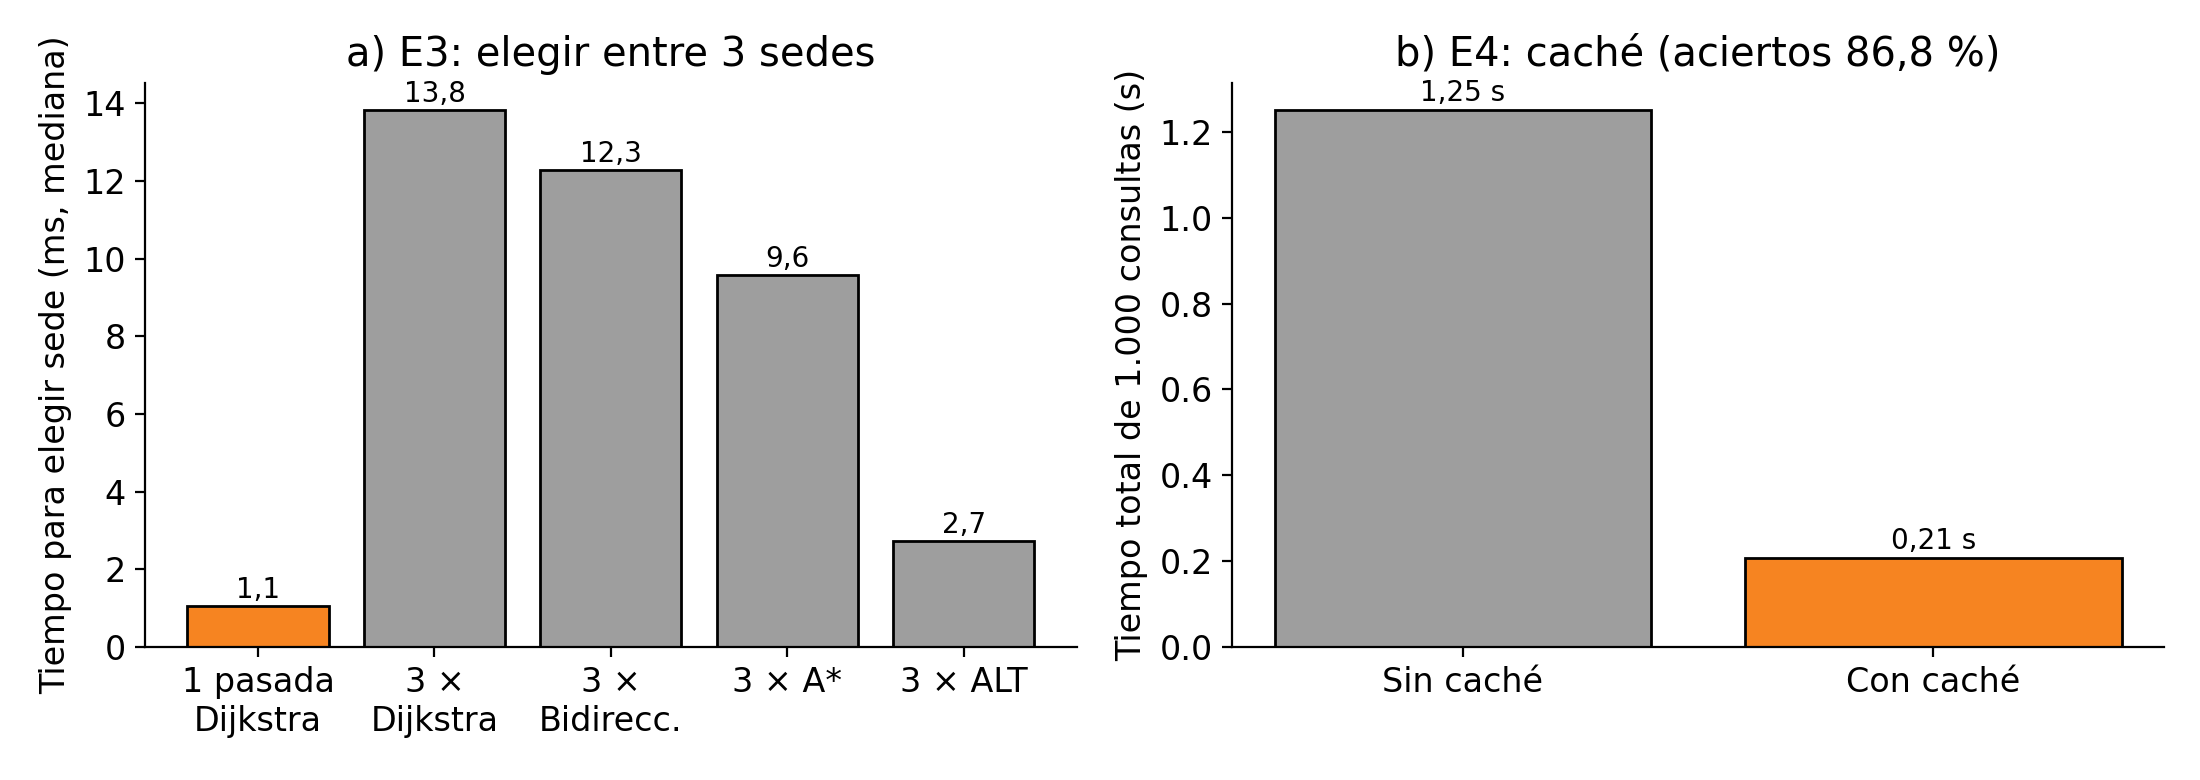 a) E3: elegir entre 3 sedes
Tiempo para elegir sede (ms, mediana)
14
12
10
8
6
4
2
0
1,1
13,8
12,3
9,6
2,7
1 pasada
Dijkstra
3 ×
Dijkstra
3 ×
Bidirecc.
3 × A*
3 × ALT
b) E4: caché (aciertos 86,8 %)
Tiempo total de 1.000 consultas (s)
1.2
1.0
0.8
0.6
0.4
0.2
0.0
1,25 s
0,21 s
Sin caché
Con caché